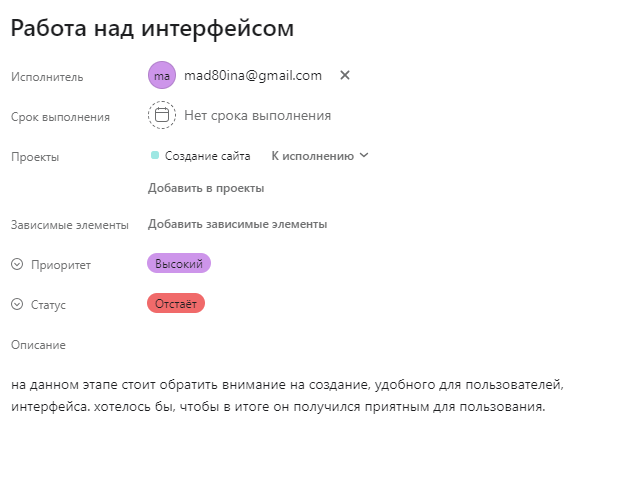 Работа над интерфейсом
Исполнитель ma mad80ina@gmail.com
Срок выполнения Нет срока выполнения
Проекты Создание сайта К исполнению
Добавить в проекты
Зависимые элементы Добавить зависимые элементы
Приоритет Высокий
Статус Отстаёт
Описание
на данном этапе стоит обратить внимание на создание, удобного для пользователей,
интерфейса. хотелось бы, чтобы в итоге он получился приятным для пользования.